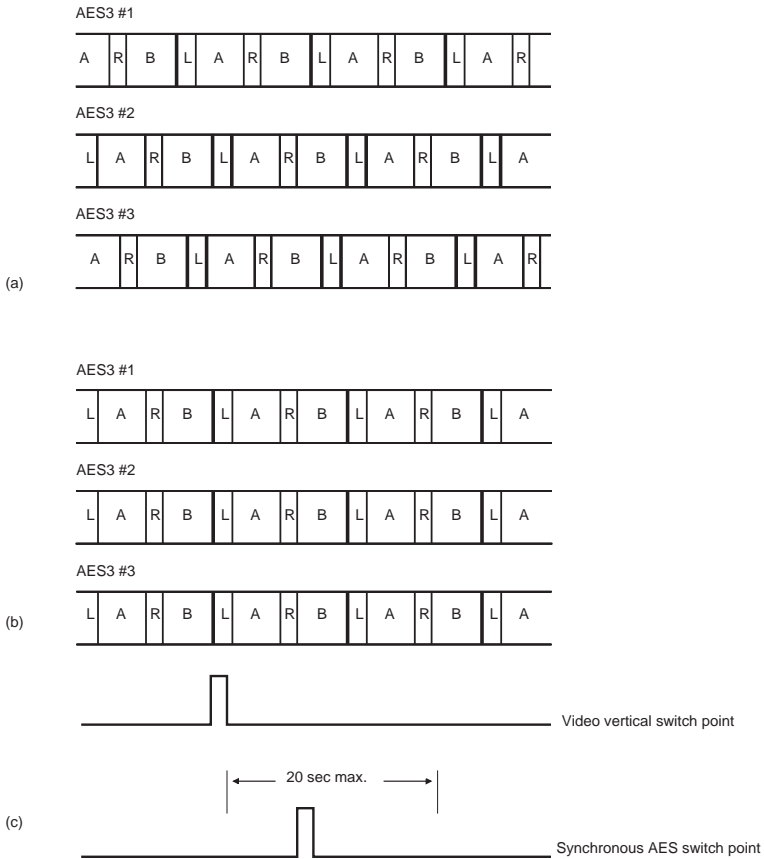 AES3 #1
A R B L A R B L A R B L A R
AES3 #2
L A R B L A R B L A R B L A
AES3 #3
A R B L A R B L A R B L A R
(a)
AES3 #1
L A R B L A R B L A R B L A
AES3 #2
L A R B L A R B L A R B L A
AES3 #3
L A R B L A R B L A R B L A
(b)
Video vertical switch point
20 sec max.
(c)
Synchronous AES switch point